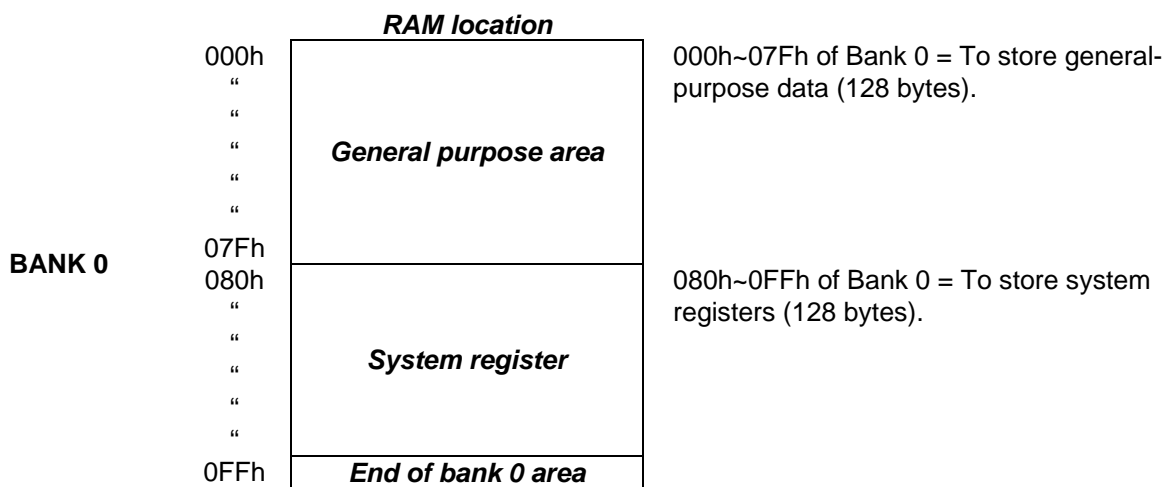 RAM location
000h
“
“
“
“
“
07Fh
General purpose area
000h~07Fh of Bank 0 = To store general-
purpose data (128 bytes).
BANK 0
080h
“
“
“
“
“
0FFh
System register
End of bank 0 area
080h~0FFh of Bank 0 = To store system
registers (128 bytes).